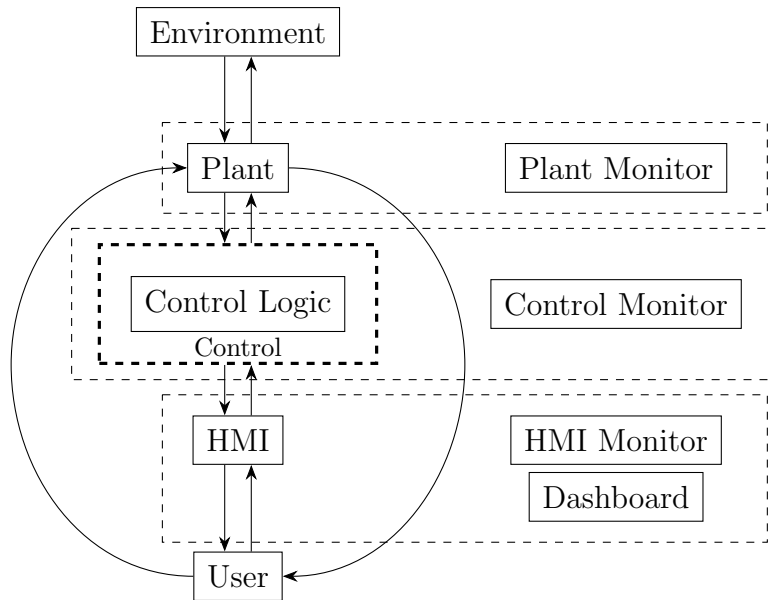 Environment
Plant
Plant Monitor
Control Logic
Control Monitor
Control
HMI
HMI Monitor
Dashboard
User